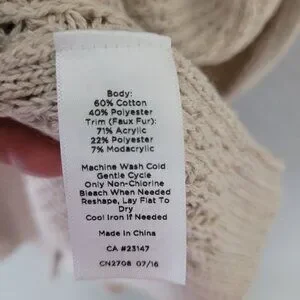 Body:
60% Cotton
40% Polyester
Trim (Faux Fur):
71% Acrylic
22% Polyester
7% Modacrylic
Machine Wash Cold
Gentle Cycle
Only Non-Chlorine
Bleach When Needed
Reshape, Lay Flat To
Dry
Cool Iron If Needed
Made In China
CA #23147
CN2708 07/16